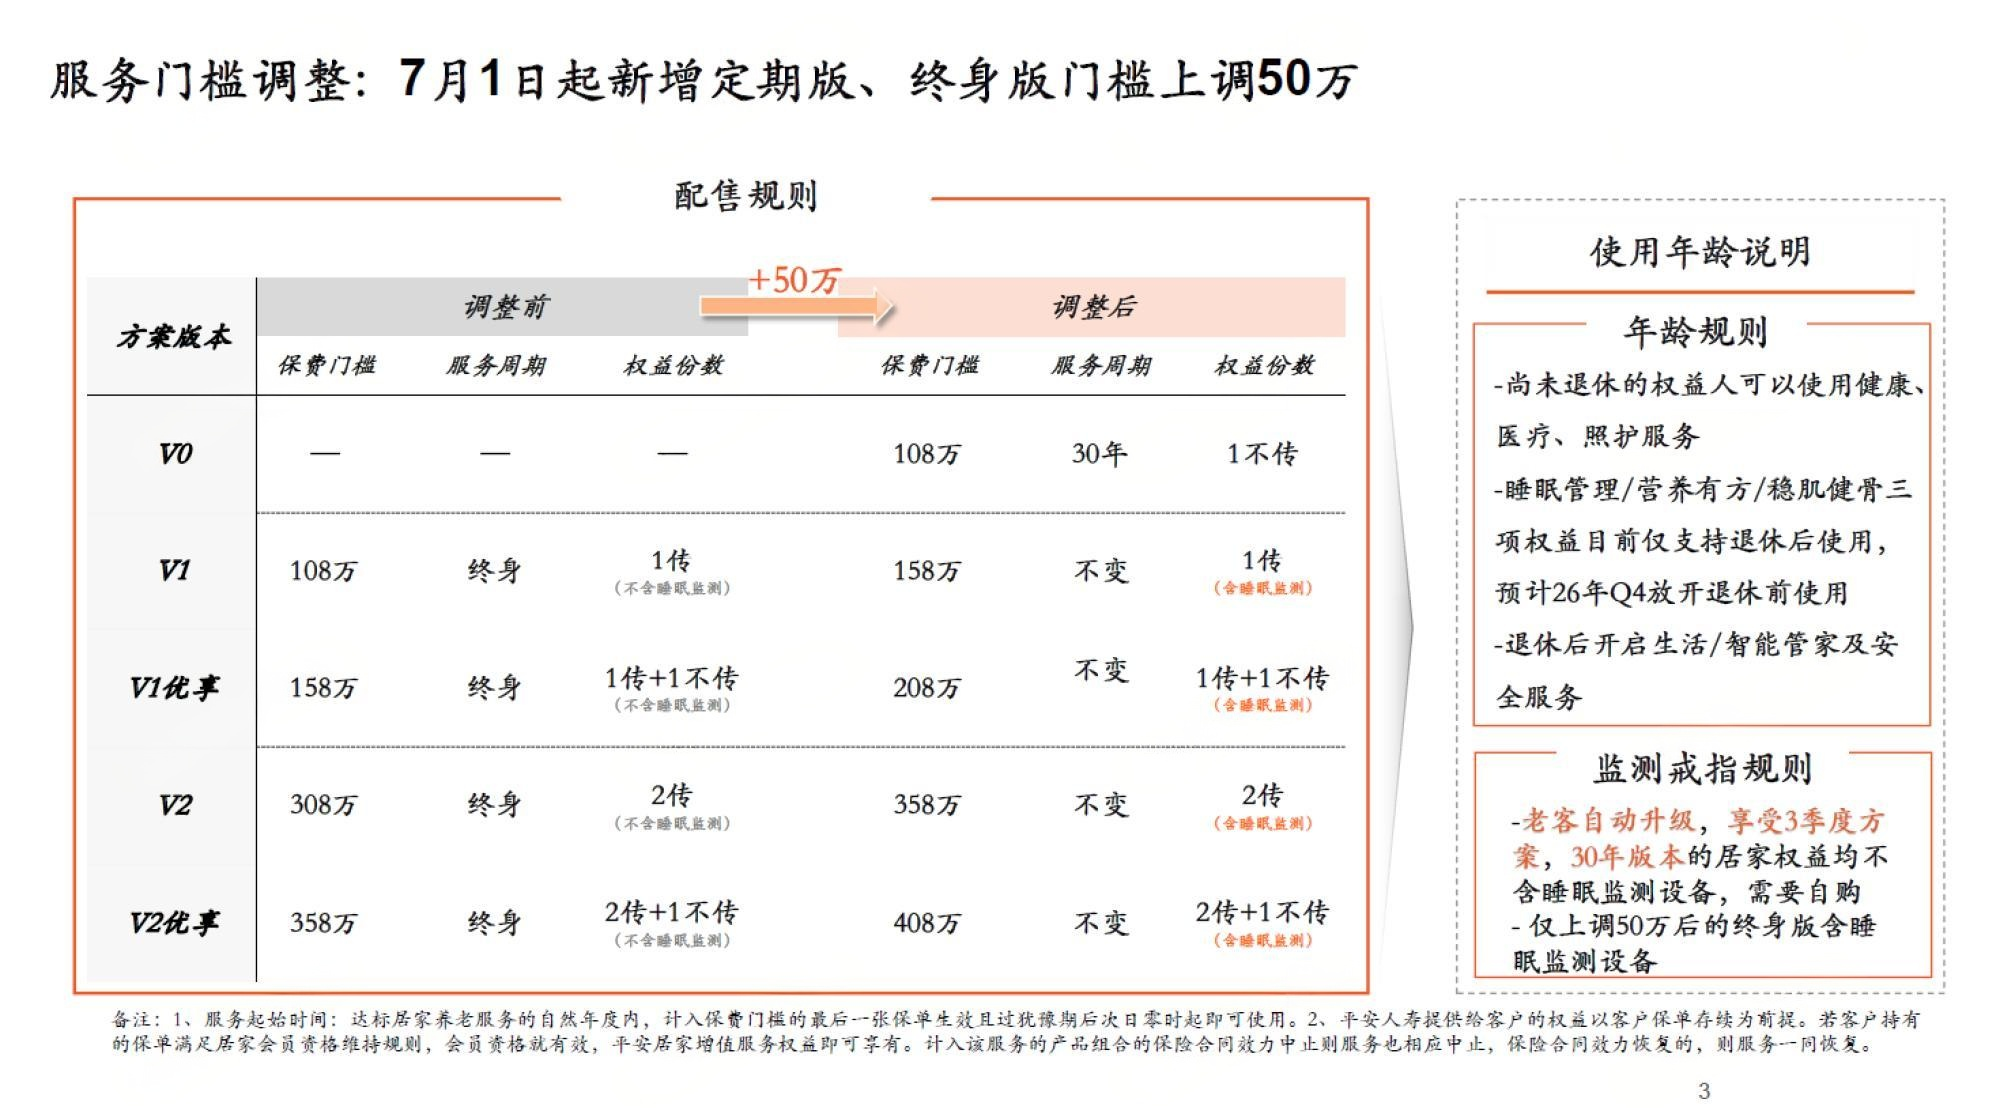 服务门槛调整：7月1日起新增定期版、终身版门槛上调50万
配售规则
+50万
方案版本 调整前 调整后
保费门槛 服务周期 权益份数 保费门槛 服务周期 权益份数
V0 — — — 108万 30年 1不传
V1 108万 终身 1传 158万 不变 1传
（不含睡眠监测） （含睡眠监测）
V1优享 158万 终身 1传+1不传 208万 不变 1传+1不传
（不含睡眠监测） （含睡眠监测）
V2 308万 终身 2传 358万 不变 2传
（不含睡眠监测） （含睡眠监测）
V2优享 358万 终身 2传+1不传 408万 不变 2传+1不传
（不含睡眠监测） （含睡眠监测）
使用年龄说明
年龄规则
-尚未退休的权益人可以使用健康、
医疗、照护服务
-睡眠管理/营养有方/稳肌健骨三
项权益目前仅支持退休后使用，
预计26年Q4放开退休前使用
-退休后开启生活/智能管家及安
全服务
监测戒指规则
-老客自动升级，享受3季度方
案，30年版本的居家权益均不
含睡眠监测设备，需要自购
- 仅上调50万后的终身版含睡
眠监测设备
备注：1、服务起始时间：达标居家养老服务的自然年度内，计入保费门槛的最后一张保单生效且过犹豫期后次日零时起即可使用。2、平安人寿提供给客户的权益以客户保单存续为前提。若客户持有
的保单满足居家会员资格维持规则，会员资格就有效，平安居家增值服务权益即可享有。计入该服务的产品组合的保险合同效力中止则服务也相应中止，保险合同效力恢复的，则服务一同恢复。
3